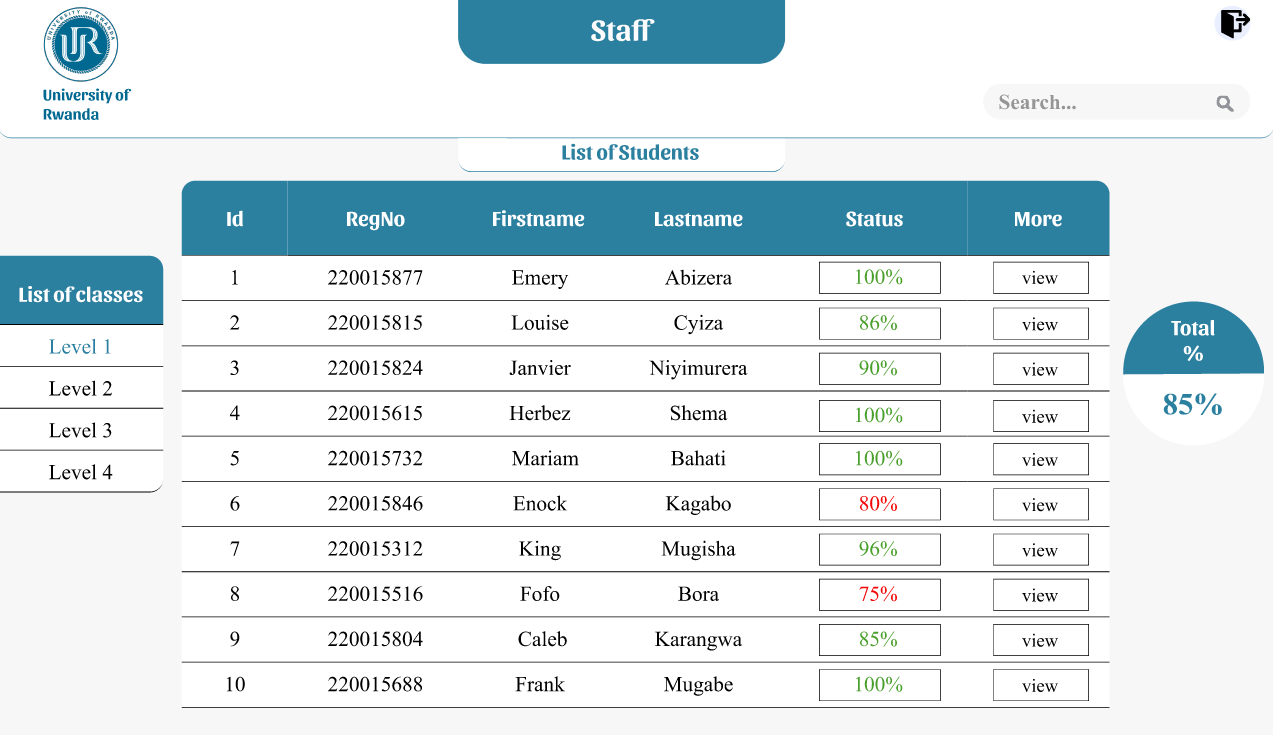 UNIVERSITY of RWANDA
UR
University of
Rwanda
Staff
Search...
List of Students
Id RegNo Firstname Lastname Status More
1 220015877 Emery Abizera 100% view
2 220015815 Louise Cyiza 86% view
3 220015824 Janvier Niyimurera 90% view
4 220015615 Herbez Shema 100% view
5 220015732 Mariam Bahati 100% view
6 220015846 Enock Kagabo 80% view
7 220015312 King Mugisha 96% view
8 220015516 Fofo Bora 75% view
9 220015804 Caleb Karangwa 85% view
10 220015688 Frank Mugabe 100% view
List of classes
Level 1
Level 2
Level 3
Level 4
Total
%
85%